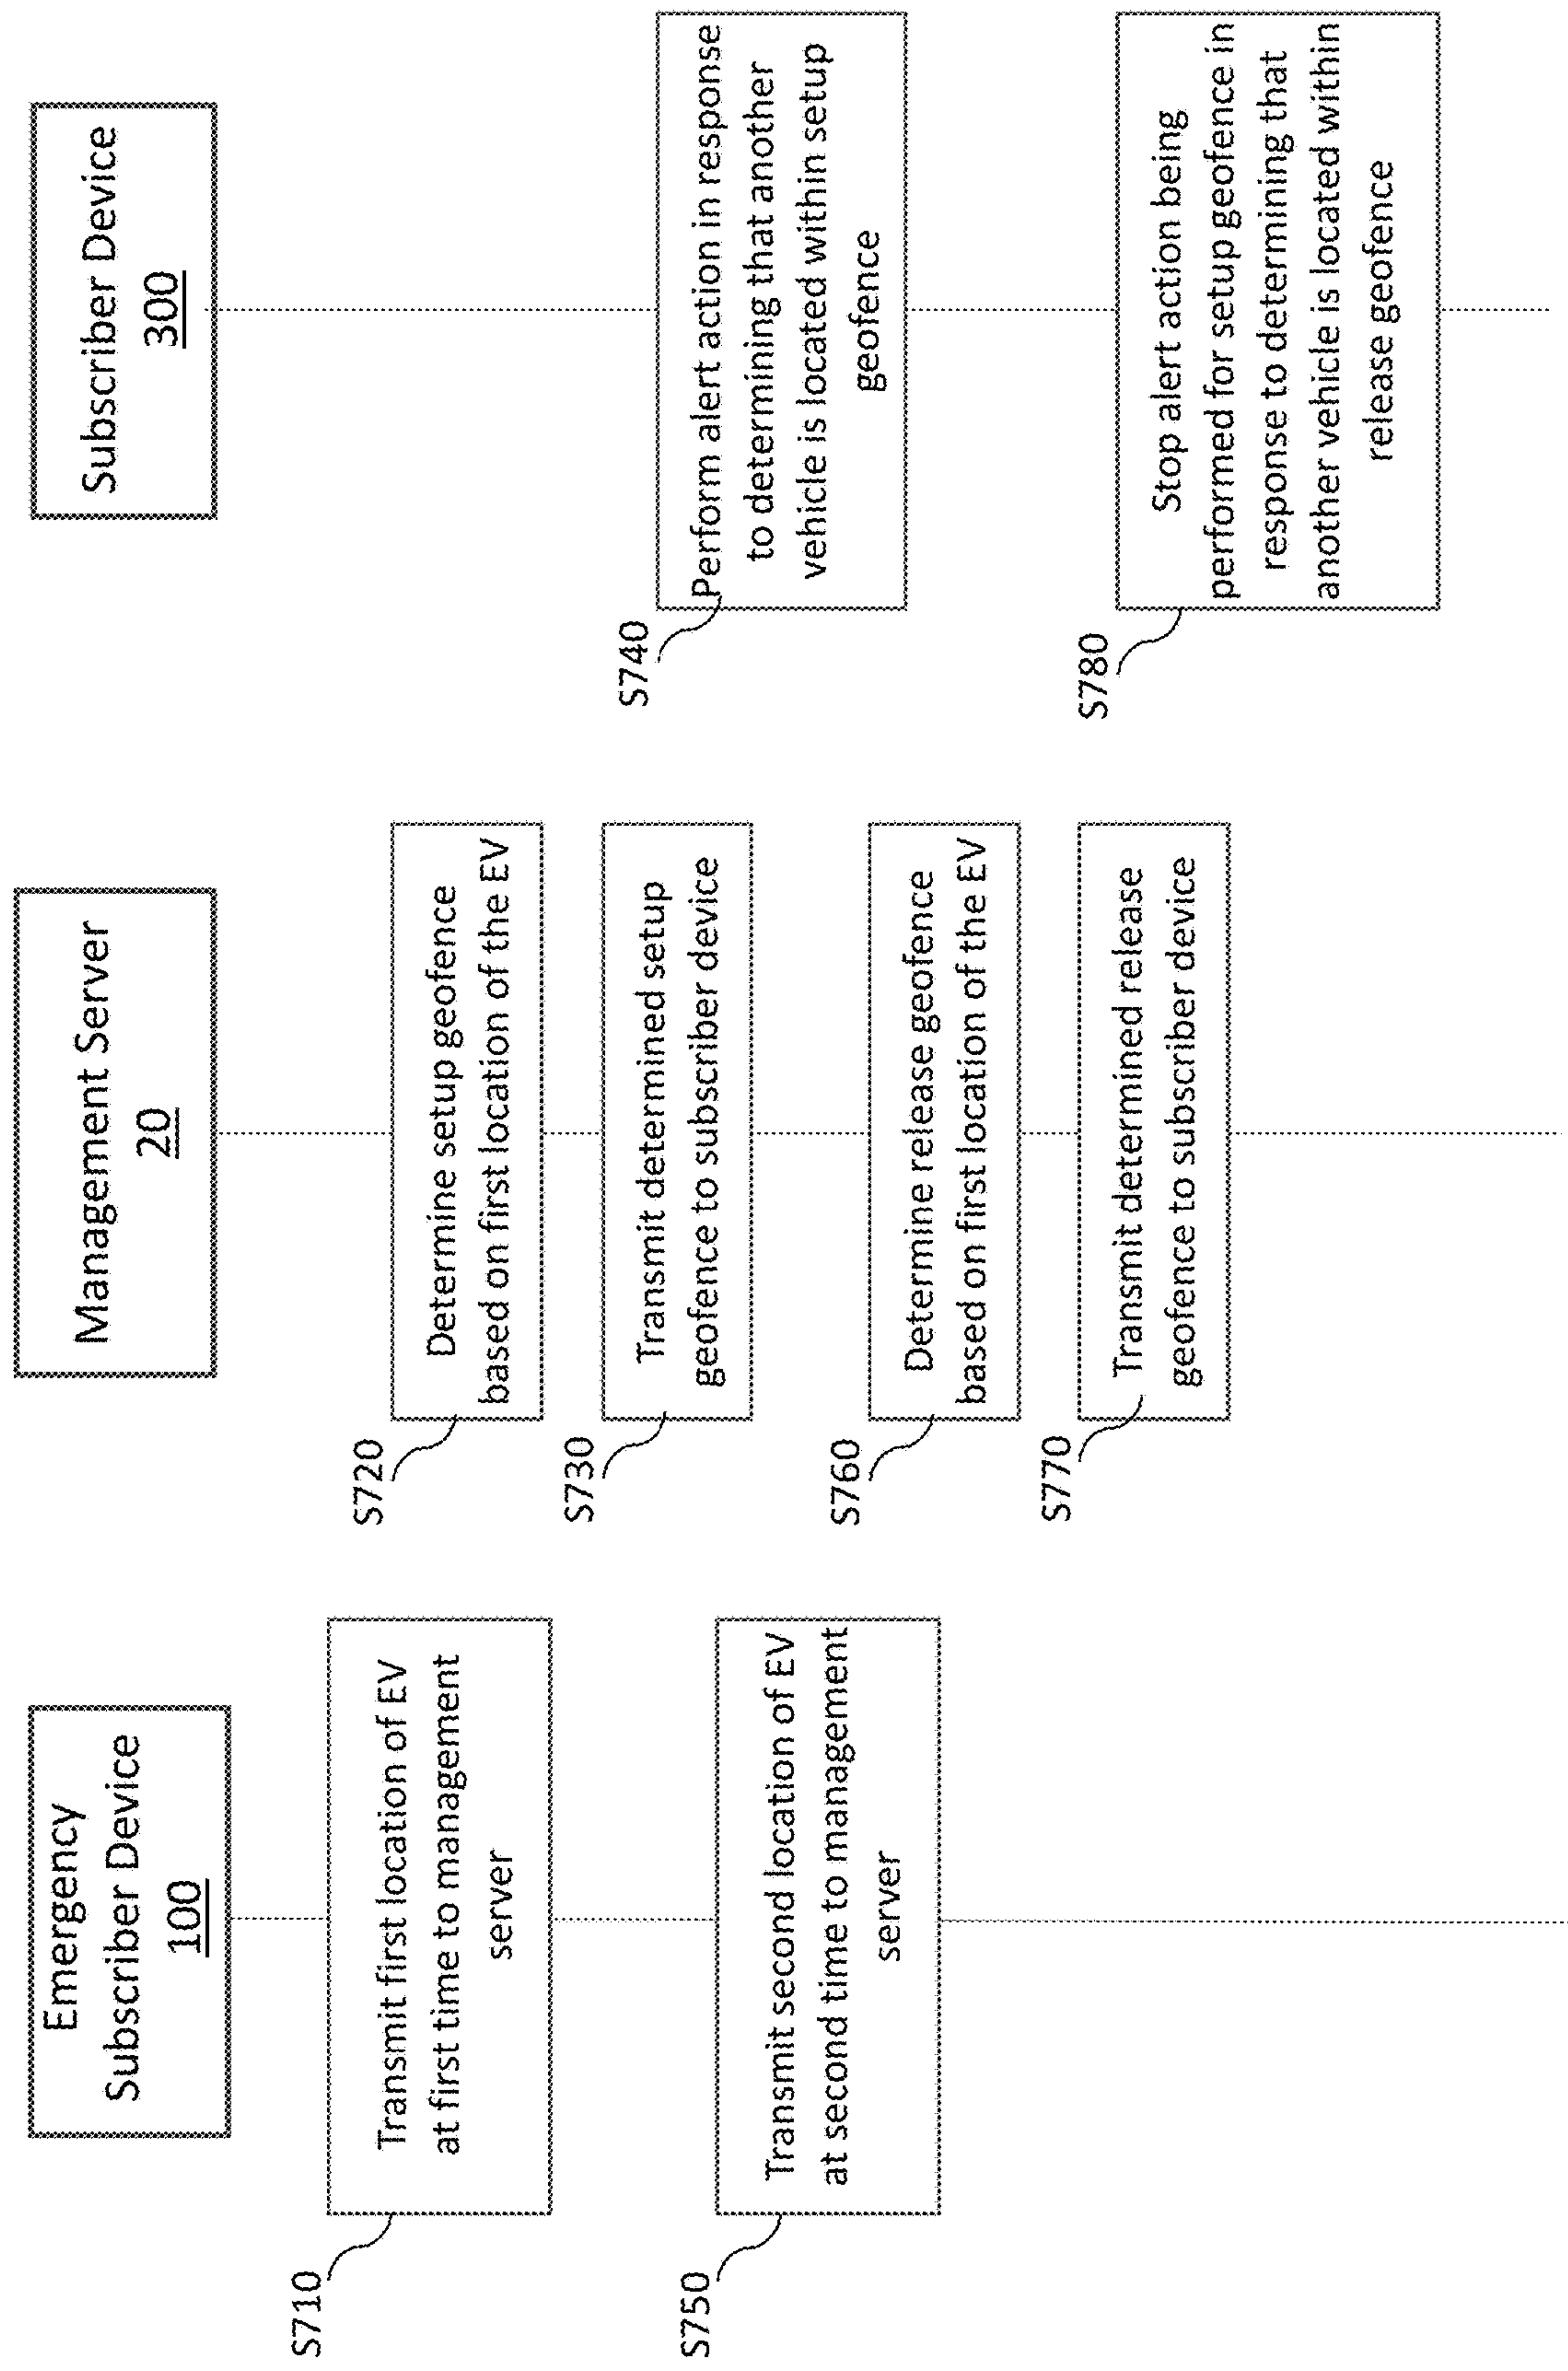 Emergency
Subscriber Device
100
Management Server
20
Subscriber Device
300
S710
Transmit first location of EV
at first time to management
server
S720
Determine setup geofence
based on first location of the EV
S730
Transmit determined setup
geofence to subscriber device
S740
Perform alert action in response
to determining that another
vehicle is located within setup
geofence
S750
Transmit second location of EV
at second time to management
server
S760
Determine release geofence
based on first location of the EV
S770
Transmit determined release
geofence to subscriber device
S780
Stop alert action being
performed for setup geofence in
response to determining that
another vehicle is located within
release geofence